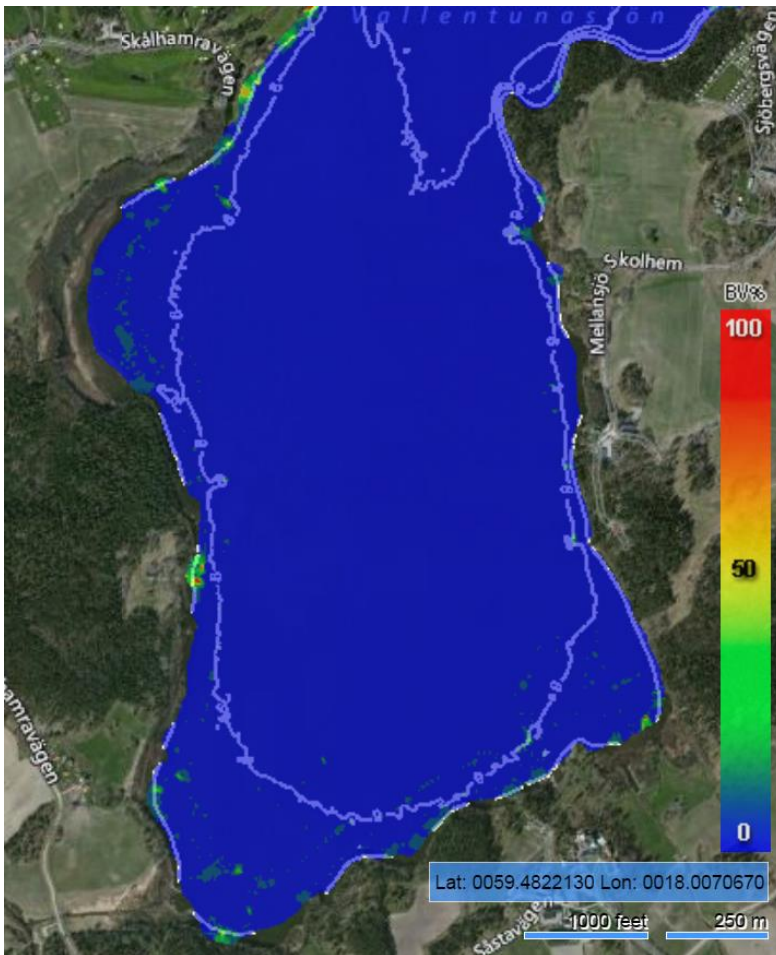 Vallentunasjön
Skålhamravägen
Sjöbergsvägen
Skolhem
Mellansjö
BV%
100
50
0
hamravägen
Lat: 0059.4822130 Lon: 0018.0070670
Såstavägen
1000 feet
250 m